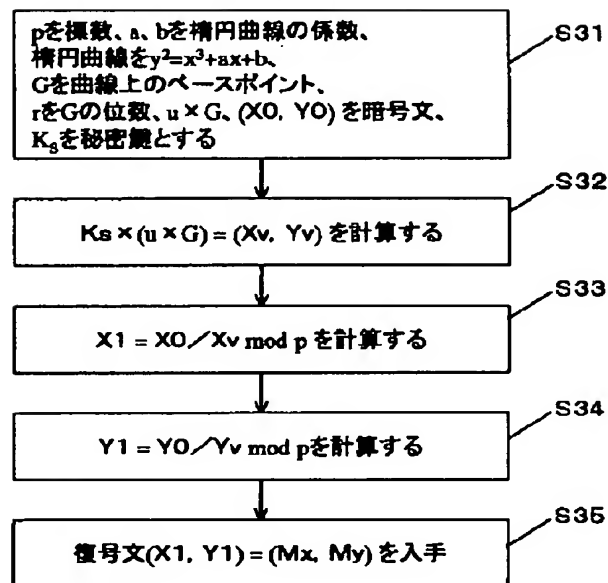 pを標数、a、bを楕円曲線の係数、
楕円曲線をy²=x³+ax+b、
Gを曲線上のベースポイント、
rをGの位数、u×G、(X0, Y0) を暗号文、
Ksを秘密鍵とする
S31
Ks×(u×G) = (Xv, Yv) を計算する
S32
X1 = X0／Xv mod p を計算する
S33
Y1 = Y0／Yv mod pを計算する
S34
復号文(X1, Y1) = (Mx, My) を入手
S35